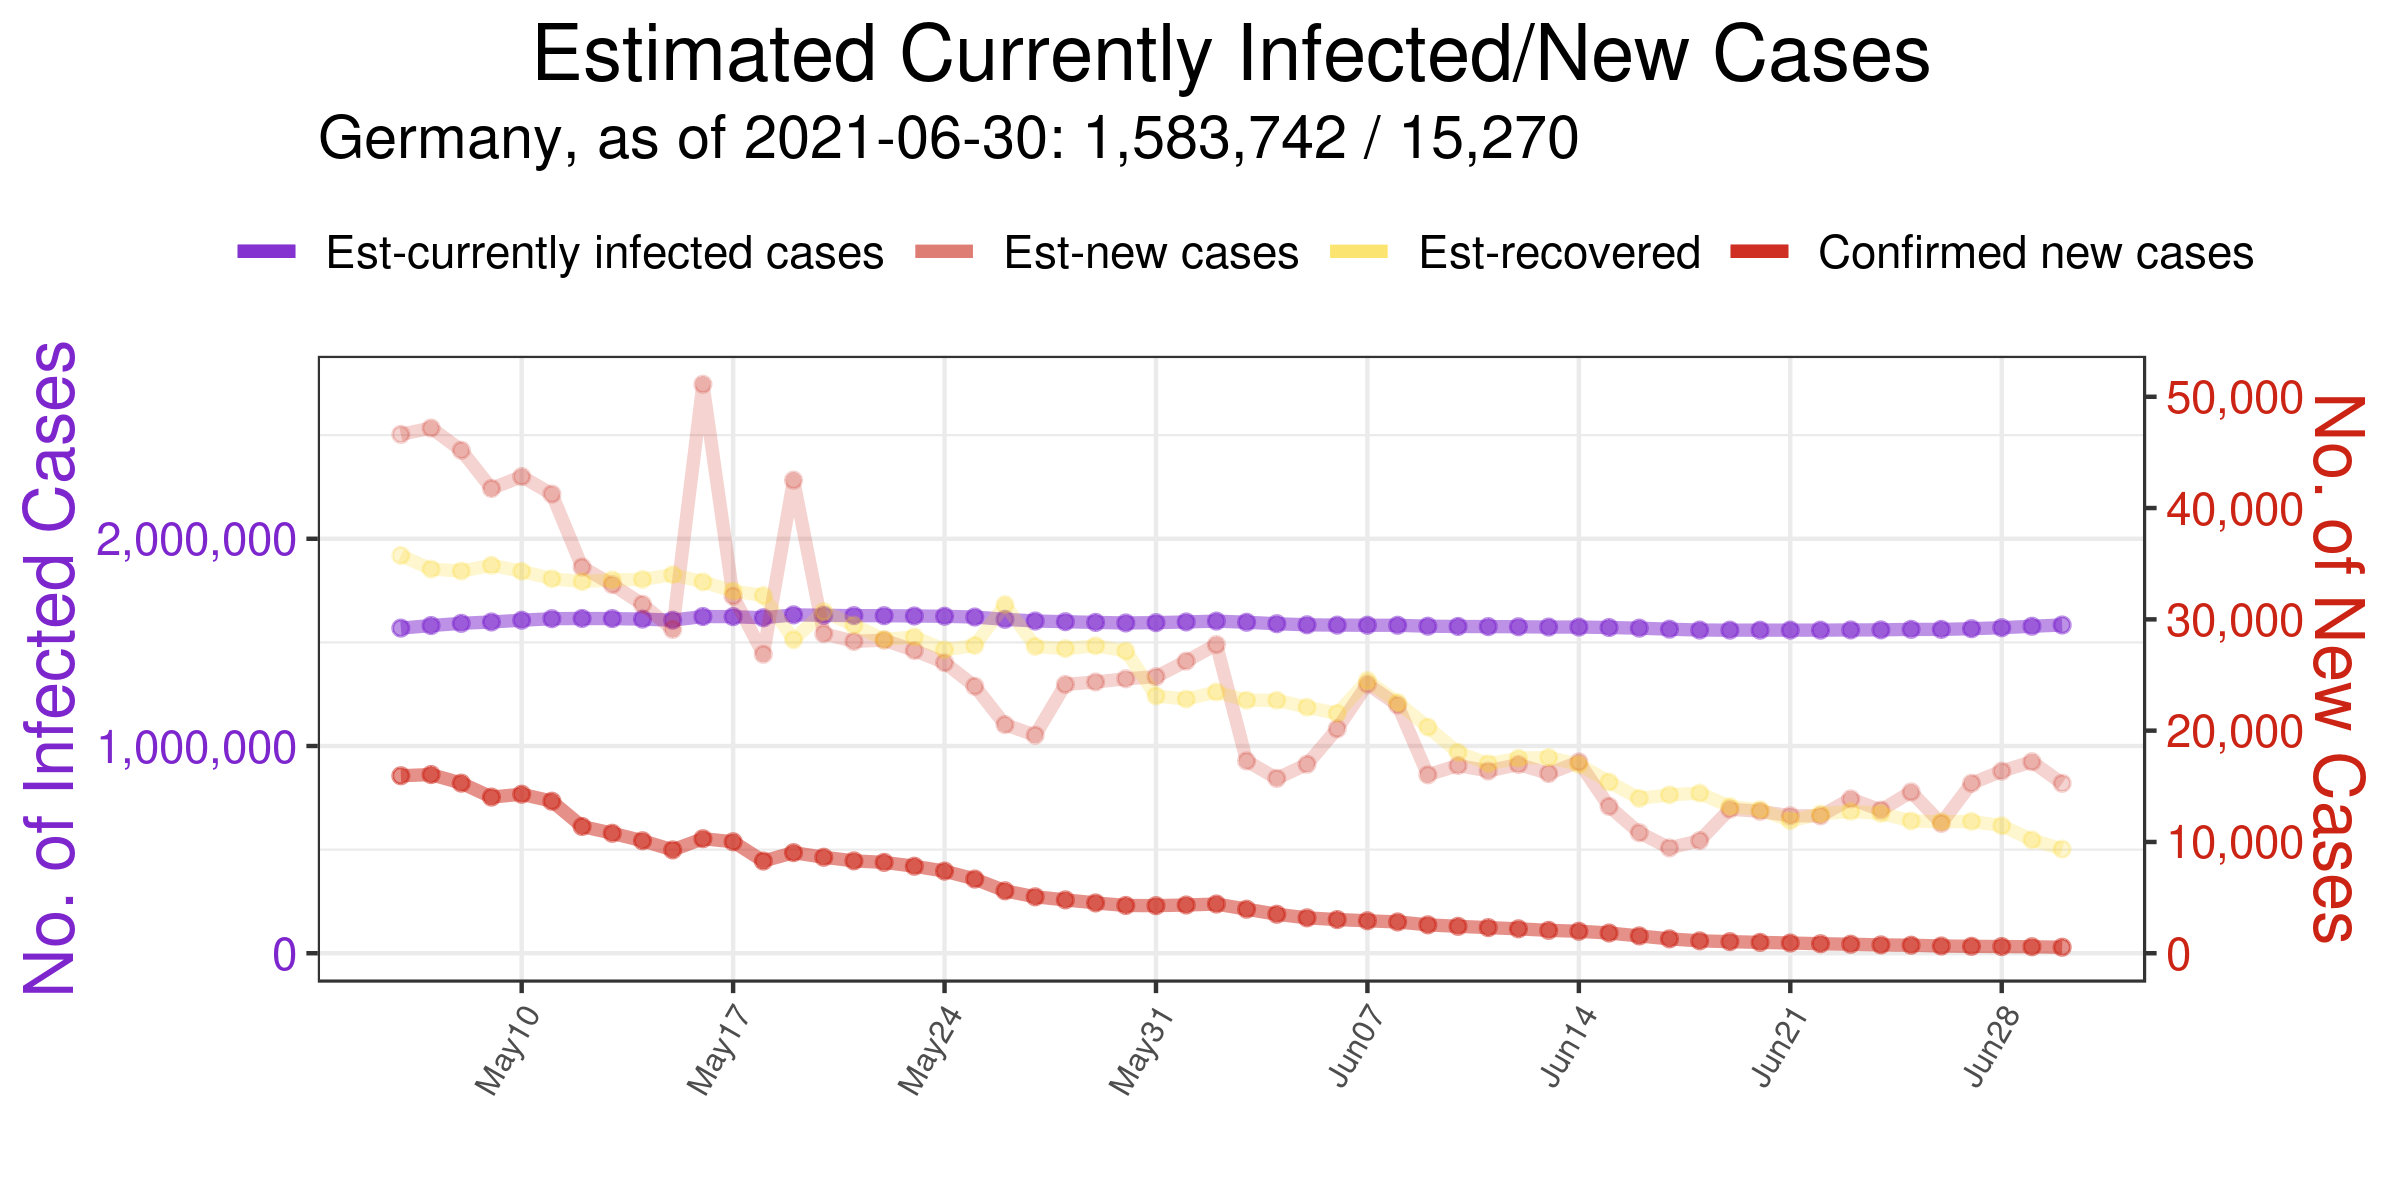 Estimated Currently Infected/New Cases
Germany, as of 2021-06-30: 1,583,742 / 15,270
Est-currently infected cases Est-new cases Est-recovered Confirmed new cases
No. of Infected Cases
2,000,000
1,000,000
0
50,000
40,000
30,000
20,000
10,000
0
No. of New Cases
May10 May17 May24 May31 Jun07 Jun14 Jun21 Jun28